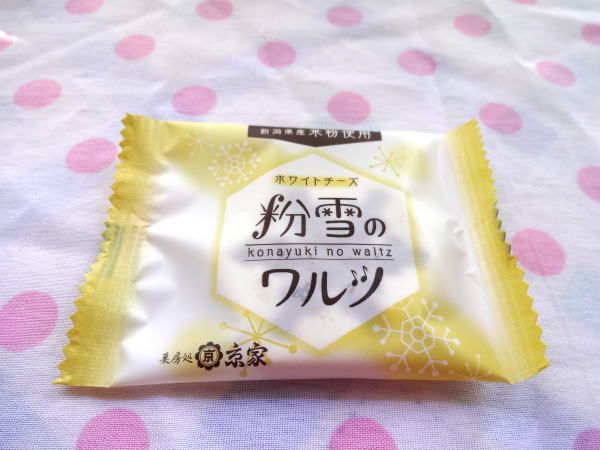 新潟県産 米粉使用
ホワイトチーズ
粉雪の
konayuki no waltz
ワルツ
菓房処 京 京家